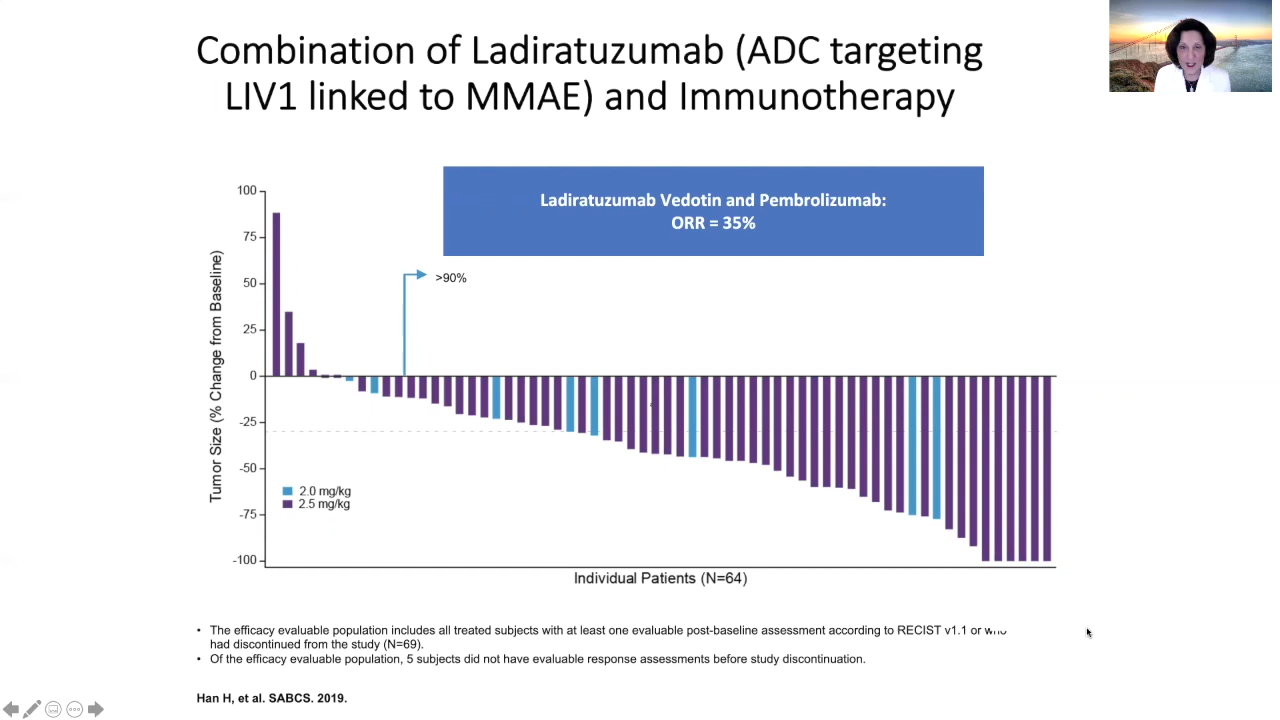 Combination of Ladiratuzumab (ADC targeting
LIV1 linked to MMAE) and Immunotherapy
Ladiratuzumab Vedotin and Pembrolizumab:
ORR = 35%
Tumor Size (% Change from Baseline)
100
75
50
25
0
-25
-50
-75
-100
>90%
2.0 mg/kg
2.5 mg/kg
Individual Patients (N=64)
• The efficacy evaluable population includes all treated subjects with at least one evaluable post-baseline assessment according to RECIST v1.1 or who
had discontinued from the study (N=69).
• Of the efficacy evaluable population, 5 subjects did not have evaluable response assessments before study discontinuation.
Han H, et al. SABCS. 2019.